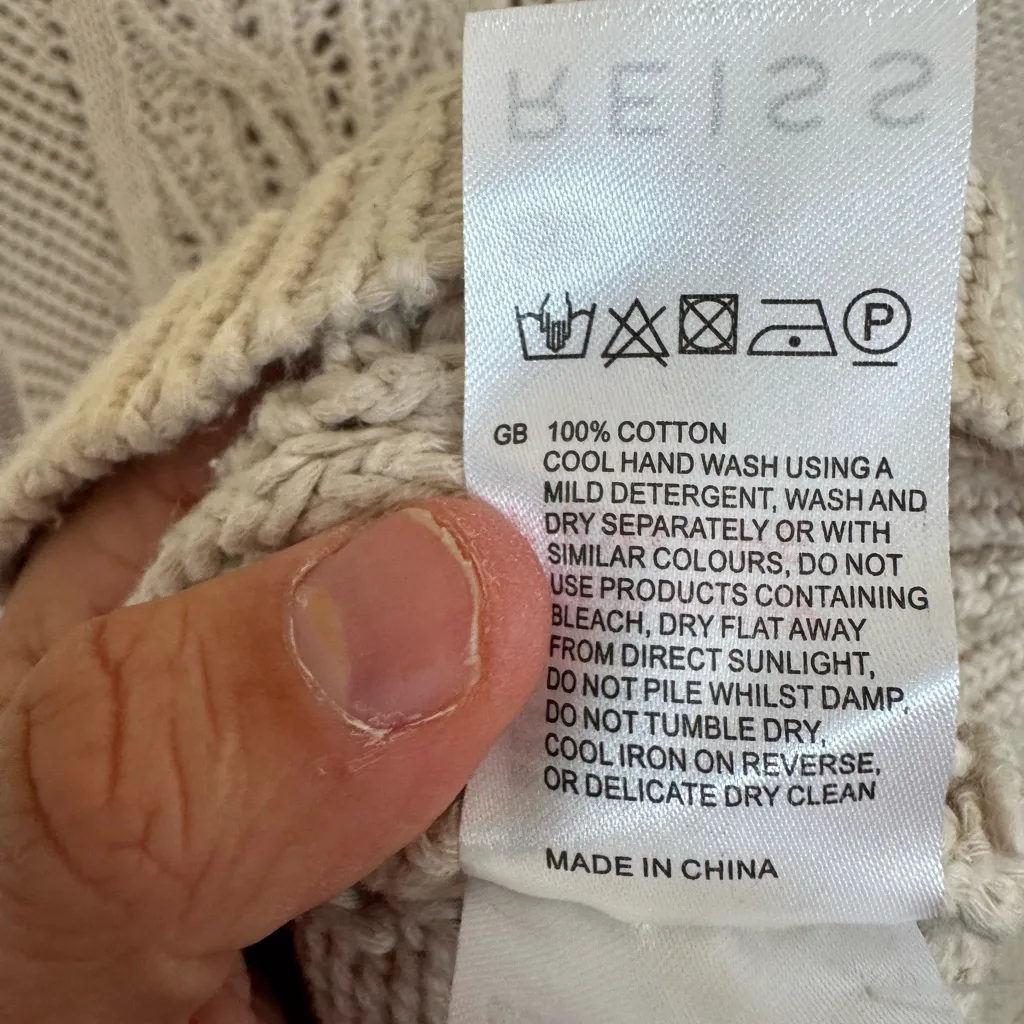 REISS
P
GB 100% COTTON
COOL HAND WASH USING A
MILD DETERGENT, WASH AND
DRY SEPARATELY OR WITH
SIMILAR COLOURS, DO NOT
USE PRODUCTS CONTAINING
BLEACH, DRY FLAT AWAY
FROM DIRECT SUNLIGHT,
DO NOT PILE WHILST DAMP,
DO NOT TUMBLE DRY,
COOL IRON ON REVERSE,
OR DELICATE DRY CLEAN
MADE IN CHINA